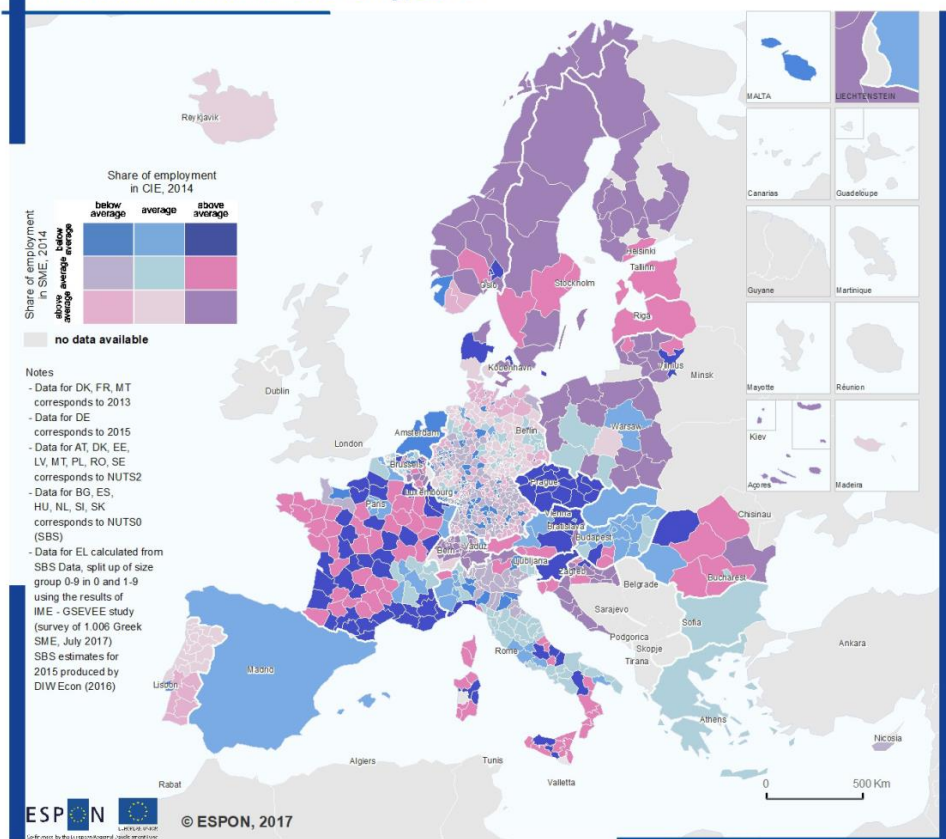 MALTA
LIECHTENSTEIN
Reykjavik
Canarias
Guadeloupe
Guyane
Martinique
Mayotte
Réunion
Kiev
Açores
Madeira
Share of employment
in CIE, 2014
below
average
average
above
average
Share of employment
in SME, 2014
below
average
average
above
average
no data available
Notes
- Data for DK, FR, MT
corresponds to 2013
- Data for DE
corresponds to 2015
- Data for AT, DK, EE,
LV, MT, PL, RO, SE
corresponds to NUTS2
- Data for BG, ES,
HU, NL, SI, SK
corresponds to NUTS0
(SBS)
- Data for EL calculated from
SBS Data, split up of size
group 0-9 in 0 and 1-9
using the results of
IME - GSEVEE study
(survey of 1.006 Greek
SME, July 2017)
SBS estimates for
2015 produced by
DIW Econ (2016)
Helsinki
Tallinn
Oslo
Stockholm
Riga
København
Vilnius
Minsk
Dublin
London
Amsterdam
Berlin
Warsaw
Brussels
Luxembourg
Prague
Paris
Vienna
Bratislava
Budapest
Chisinau
Bern
Vaduz
Ljubljana
Zagreb
Belgrade
Bucharest
Sarajevo
Sofia
Podgorica
Skopje
Tirana
Rome
Madrid
Lisbon
Ankara
Athens
Nicosia
Algiers
Tunis
Valletta
Rabat
0 500 Km
ESPON
© ESPON, 2017